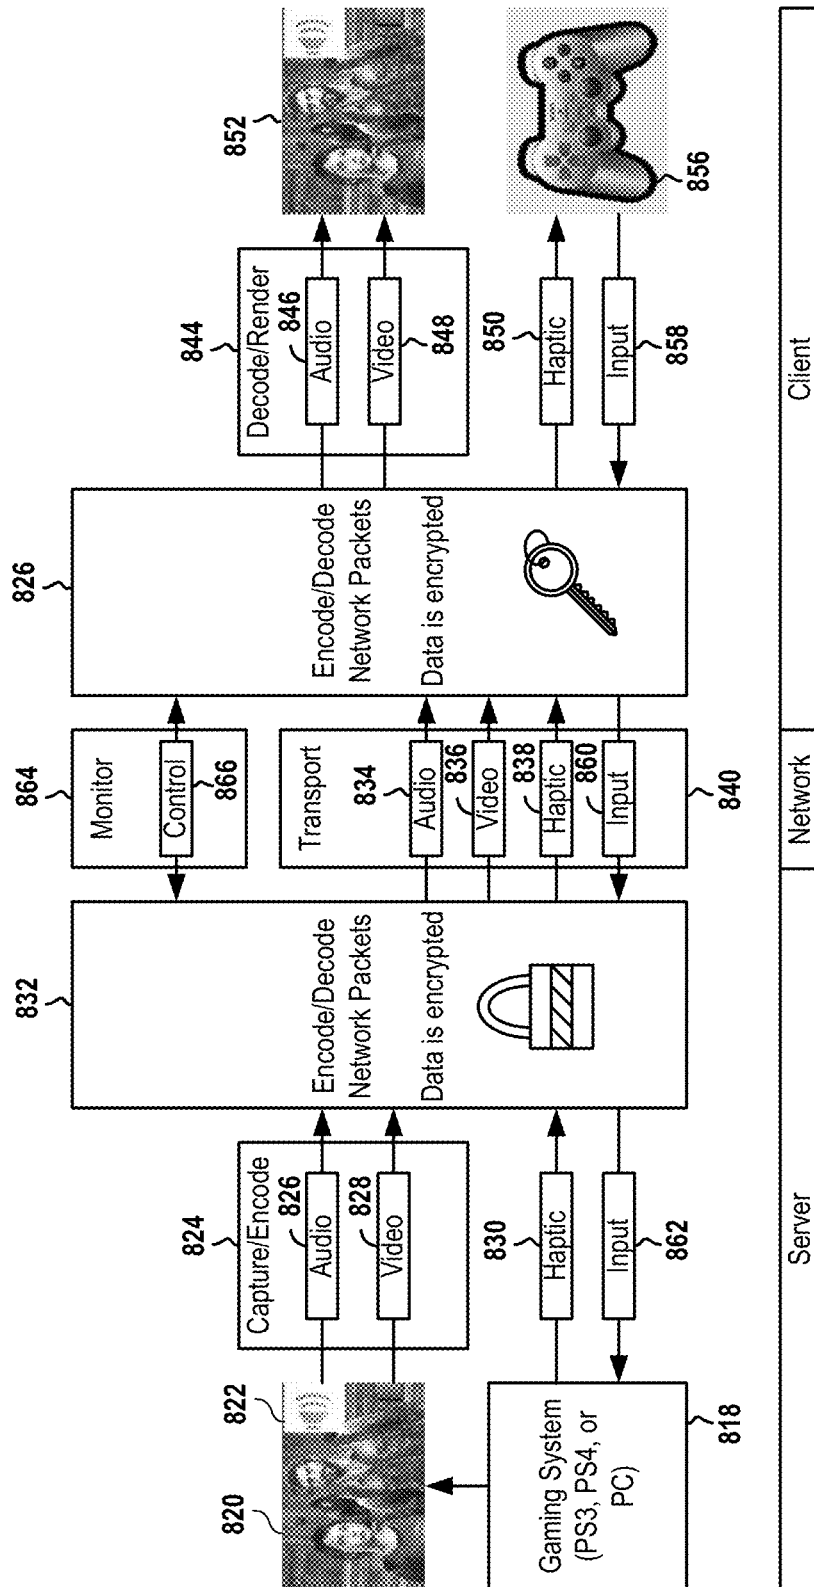 820
822
Gaming System
(PS3, PS4, or
PC)
818
824
Capture/Encode
826
Audio
828
Video
830
Haptic
Input
862
832
Encode/Decode
Network Packets
Data is encrypted
864
Monitor
Control
866
Transport
834
Audio
836
Video
838
Haptic
860
Input
840
826
Encode/Decode
Network Packets
Data is encrypted
844
Decode/Render
846
Audio
Video
848
850
Haptic
Input
858
852
856
Server
Network
Client